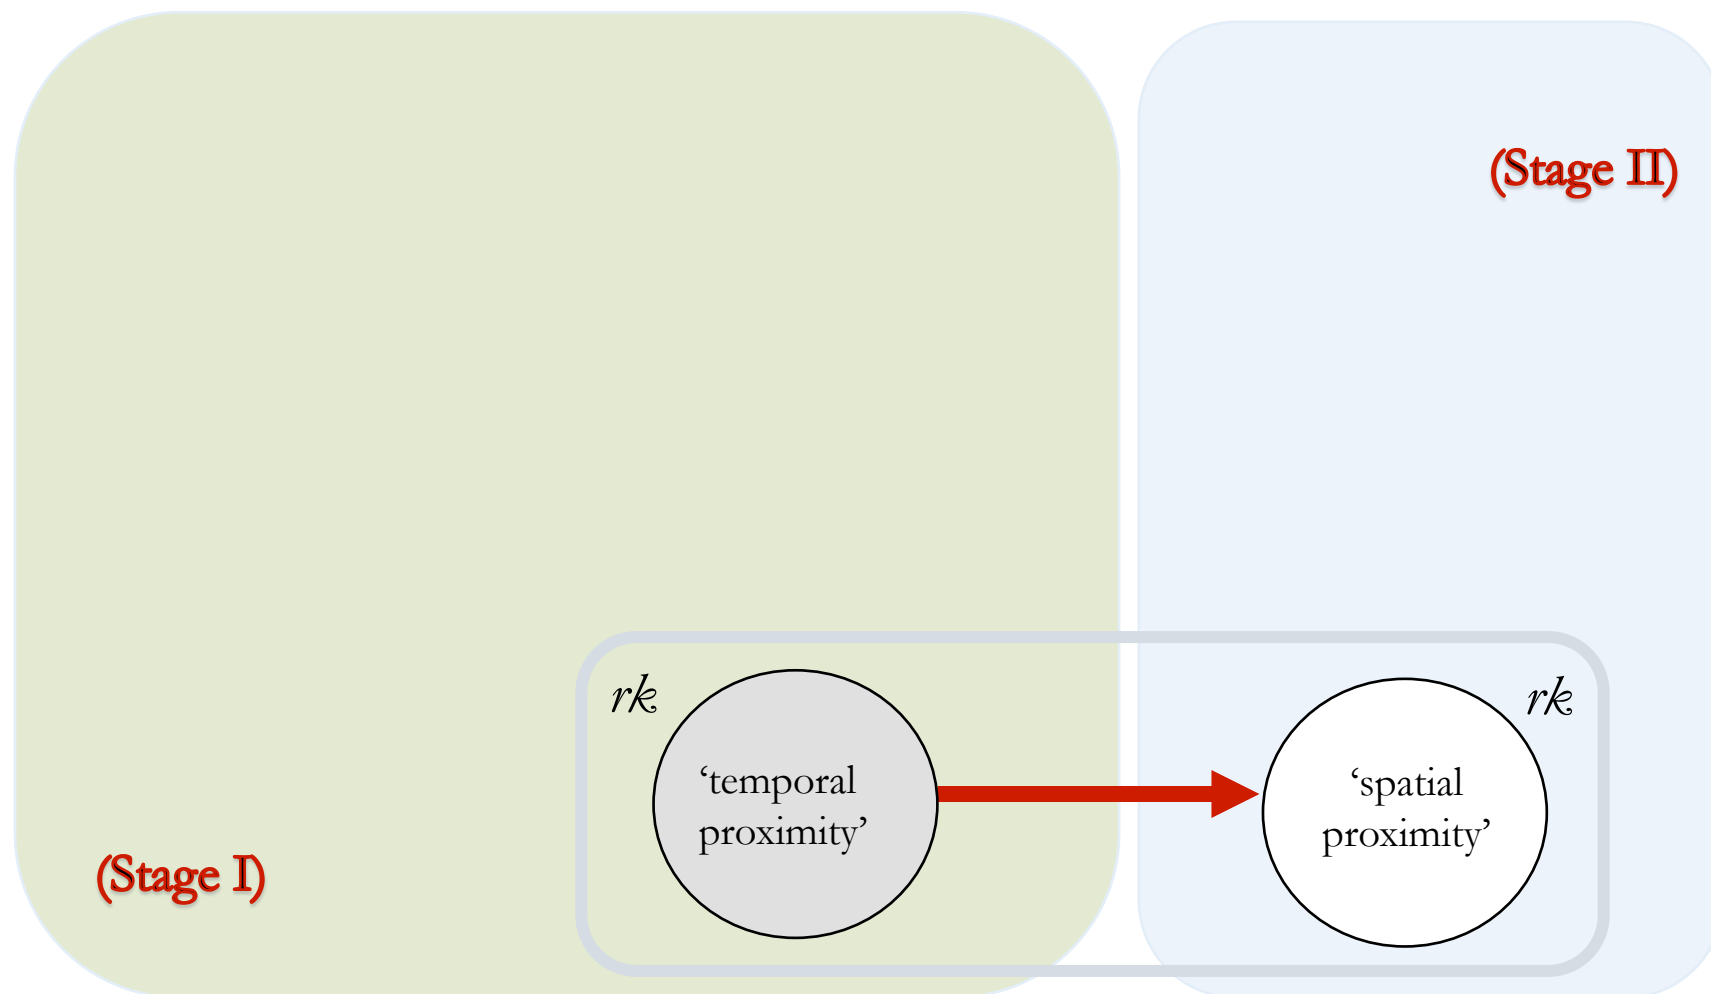 (Stage II)
rk
rk
‘temporal
proximity’
‘spatial
proximity’
(Stage I)